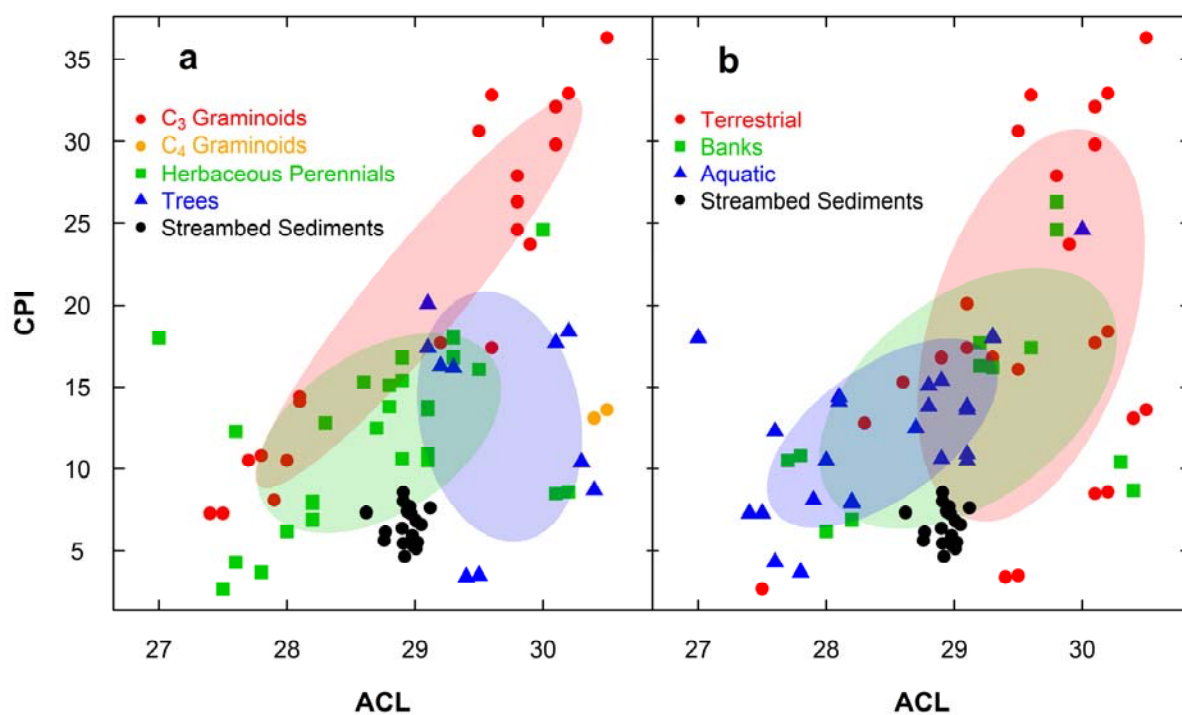 a
C3 Graminoids
C4 Graminoids
Herbaceous Perennials
Trees
Streambed Sediments
b
Terrestrial
Banks
Aquatic
Streambed Sediments
CPI
35
30
25
20
15
10
5
27 28 29 30
27 28 29 30
ACL
ACL